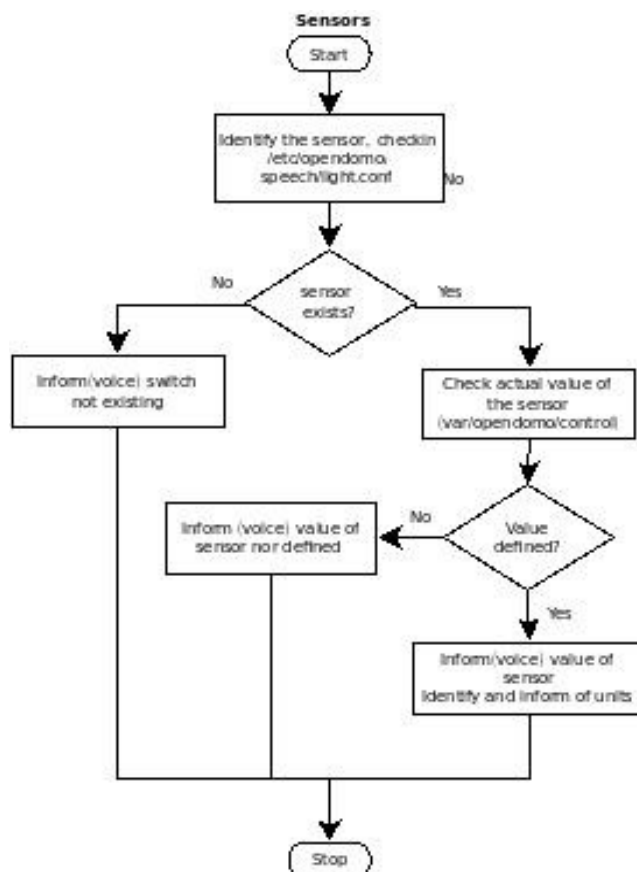 Sensors
Start
Identify the sensor, checkin
/etc/opendomo/
speech/light.conf
No
sensor
exists?
No
Yes
Inform(voice) switch
not existing
Check actual value of
the sensor
(var/opendomo/control)
Value
defined?
No
Inform (voice) value of
sensor nor defined
Yes
Inform(voice) value of
sensor
Identify and inform of units
Stop